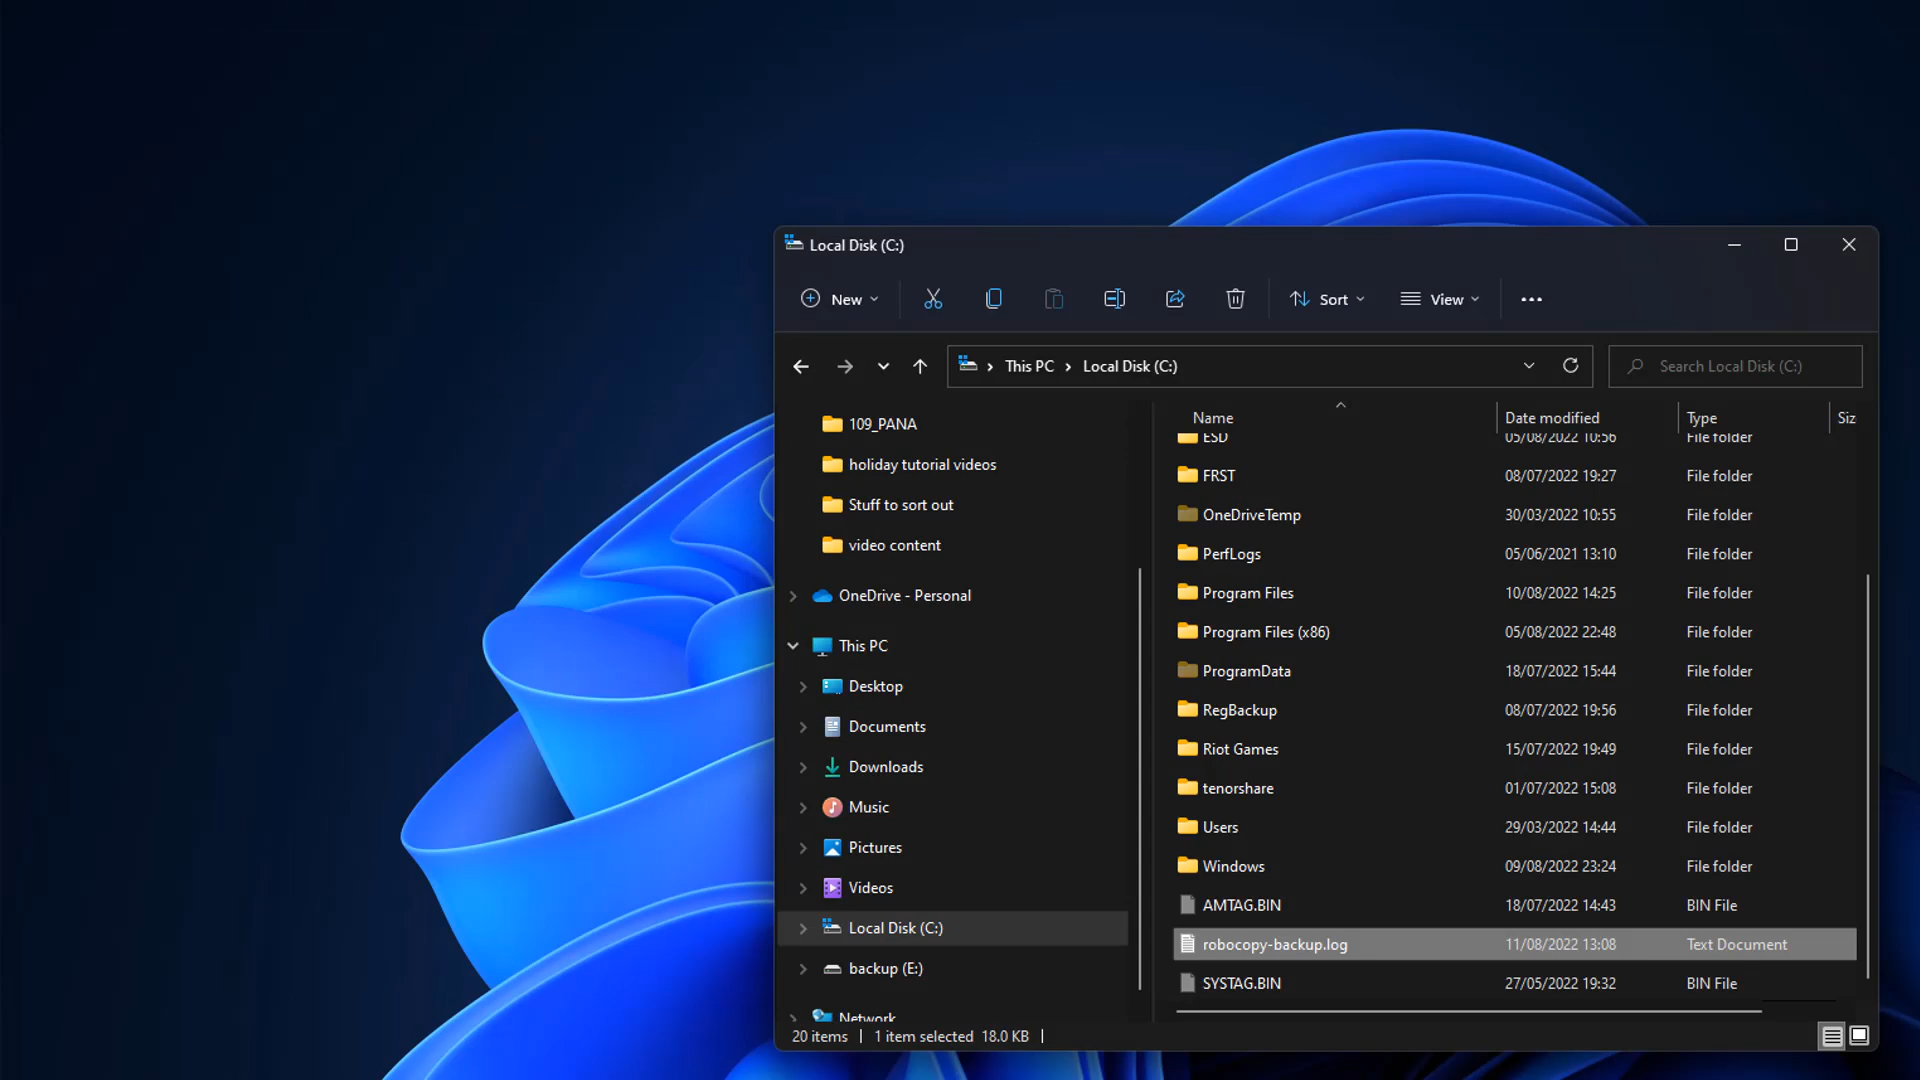 Local Disk (C:)
New
Sort
View
This PC
Local Disk (C:)
Search Local Disk (C:)
109_PANA
holiday tutorial videos
Stuff to sort out
video content
OneDrive - Personal
This PC
Desktop
Documents
Downloads
Music
Pictures
Videos
Local Disk (C:)
backup (E:)
Network
Name Date modified Type Siz
ESD 05/08/2022 10:56 File folder
FRST 08/07/2022 19:27 File folder
OneDriveTemp 30/03/2022 10:55 File folder
PerfLogs 05/06/2021 13:10 File folder
Program Files 10/08/2022 14:25 File folder
Program Files (x86) 05/08/2022 22:48 File folder
ProgramData 18/07/2022 15:44 File folder
RegBackup 08/07/2022 19:56 File folder
Riot Games 15/07/2022 19:49 File folder
tenorshare 01/07/2022 15:08 File folder
Users 29/03/2022 14:44 File folder
Windows 09/08/2022 23:24 File folder
AMTAG.BIN 18/07/2022 14:43 BIN File
robocopy-backup.log 11/08/2022 13:08 Text Document
SYSTAG.BIN 27/05/2022 19:32 BIN File
20 items 1 item selected 18.0 KB